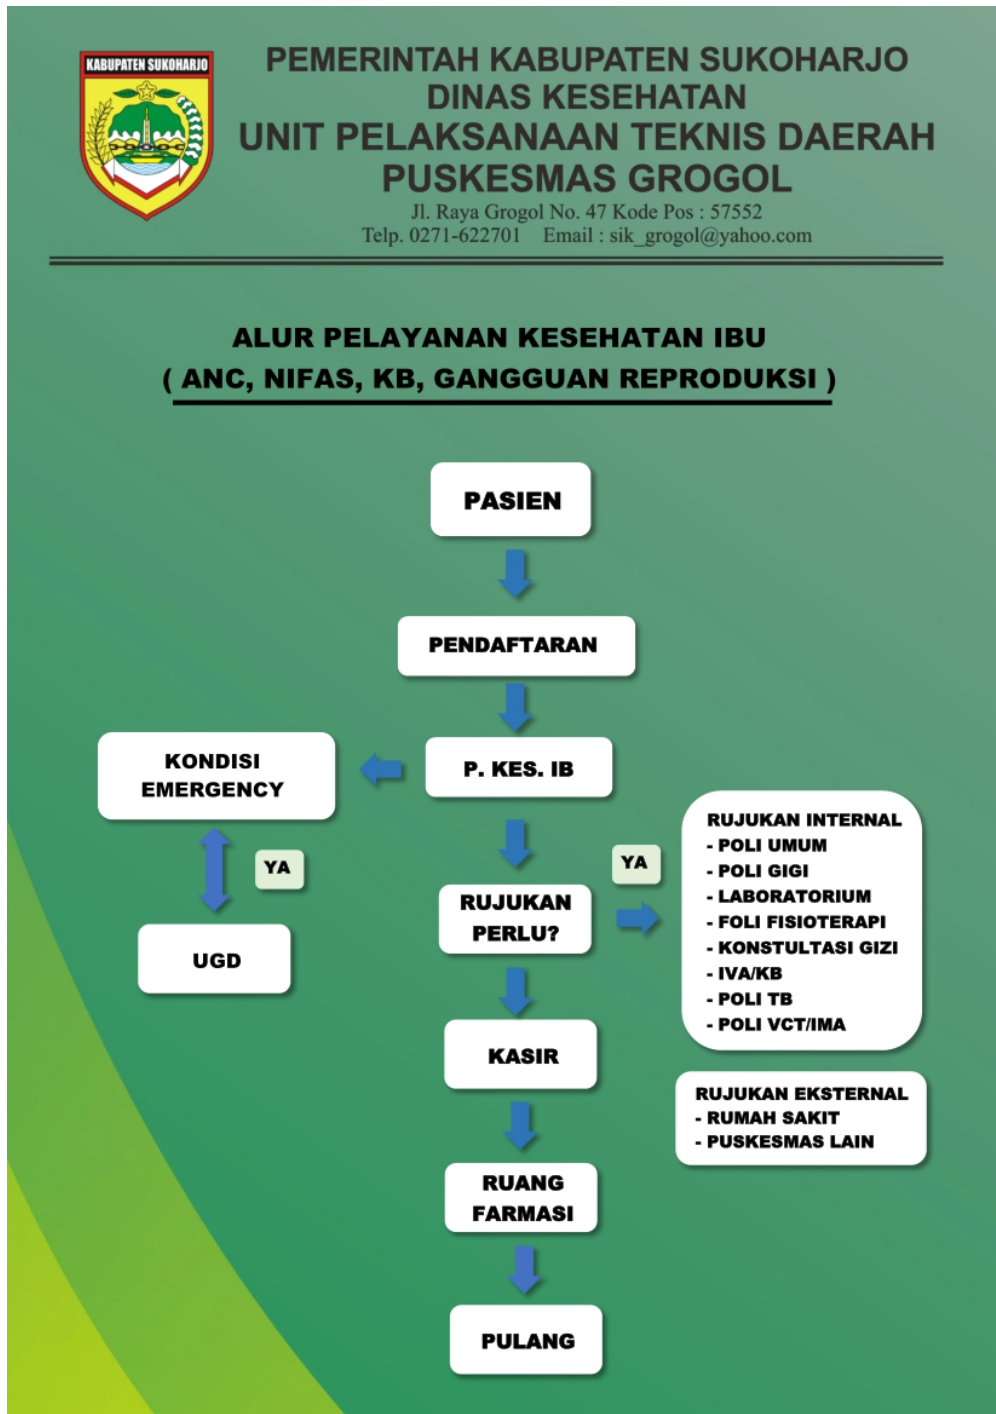 KABUPATEN SUKOHARJO
PEMERINTAH KABUPATEN SUKOHARJO
DINAS KESEHATAN
UNIT PELAKSANAAN TEKNIS DAERAH
PUSKESMAS GROGOL
Jl. Raya Grogol No. 47 Kode Pos : 57552
Telp. 0271-622701 Email : sik_grogol@yahoo.com
ALUR PELAYANAN KESEHATAN IBU
( ANC, NIFAS, KB, GANGGUAN REPRODUKSI )
PASIEN
PENDAFTARAN
P. KES. IB
KONDISI
EMERGENCY
YA
UGD
RUJUKAN
PERLU?
YA
RUJUKAN INTERNAL
- POLI UMUM
- POLI GIGI
- LABORATORIUM
- FOLI FISIOTERAPI
- KONSTULTASI GIZI
- IVA/KB
- POLI TB
- POLI VCT/IMA
RUJUKAN EKSTERNAL
- RUMAH SAKIT
- PUSKESMAS LAIN
KASIR
RUANG
FARMASI
PULANG